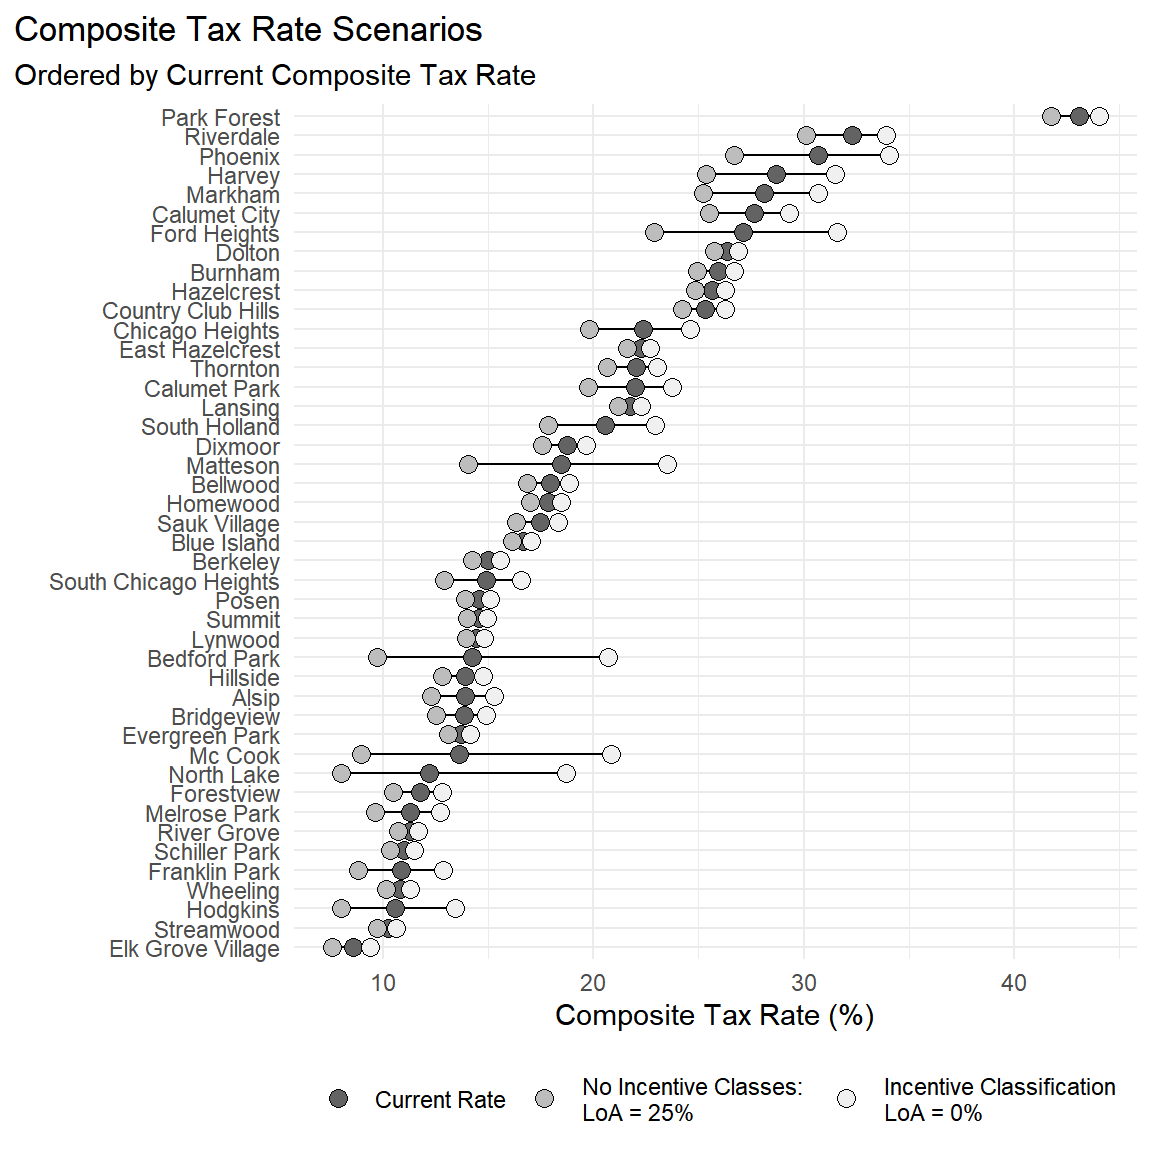 Composite Tax Rate Scenarios
Ordered by Current Composite Tax Rate
Park Forest
Riverdale
Phoenix
Harvey
Markham
Calumet City
Ford Heights
Dolton
Burnham
Hazelcrest
Country Club Hills
Chicago Heights
East Hazelcrest
Thornton
Calumet Park
Lansing
South Holland
Dixmoor
Matteson
Bellwood
Homewood
Sauk Village
Blue Island
Berkeley
South Chicago Heights
Posen
Summit
Lynwood
Bedford Park
Hillside
Alsip
Bridgeview
Evergreen Park
Mc Cook
North Lake
Forestview
Melrose Park
River Grove
Schiller Park
Franklin Park
Wheeling
Hodgkins
Streamwood
Elk Grove Village
10 20 30 40
Composite Tax Rate (%)
Current Rate
No Incentive Classes:
LoA = 25%
Incentive Classification
LoA = 0%